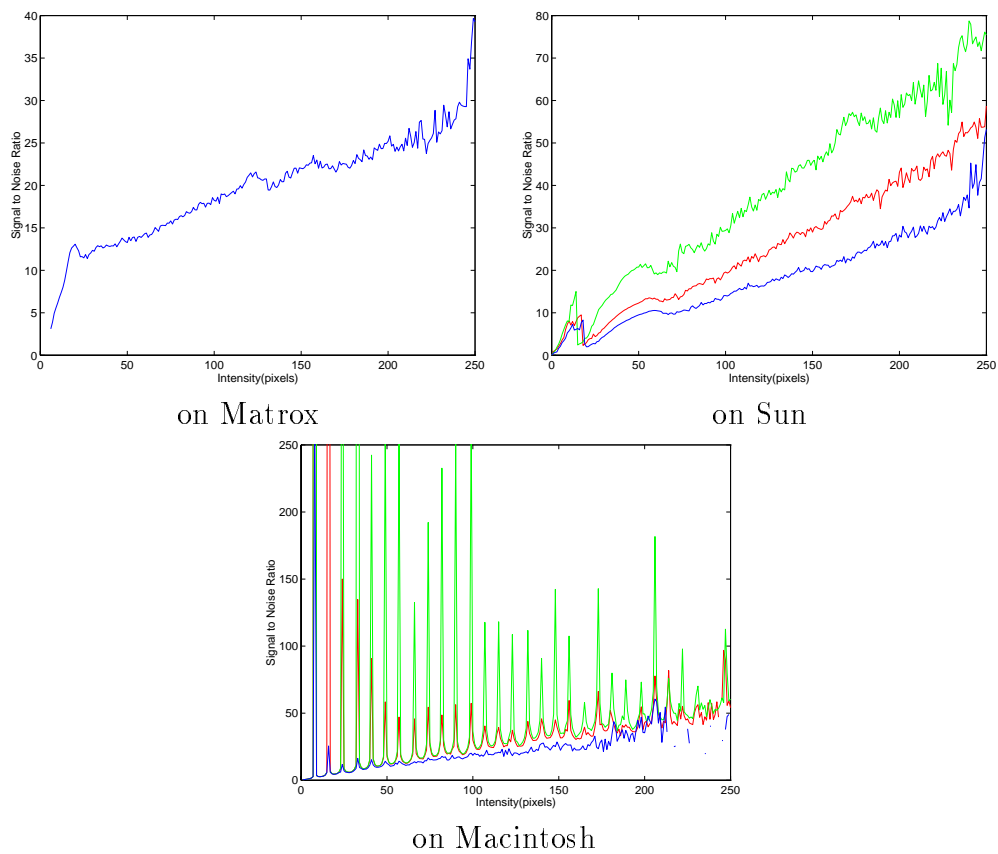 40
35
30
25
20
15
10
5
0
Signal to Noise Ratio
0 50 100 150 200 250
Intensity(pixels)
on Matrox
80
70
60
50
40
30
20
10
0
Signal to Noise Ratio
0 50 100 150 200 250
Intensity(pixels)
on Sun
250
200
150
100
50
0
Signal to Noise Ratio
0 50 100 150 200 250
Intensity(pixels)
on Macintosh